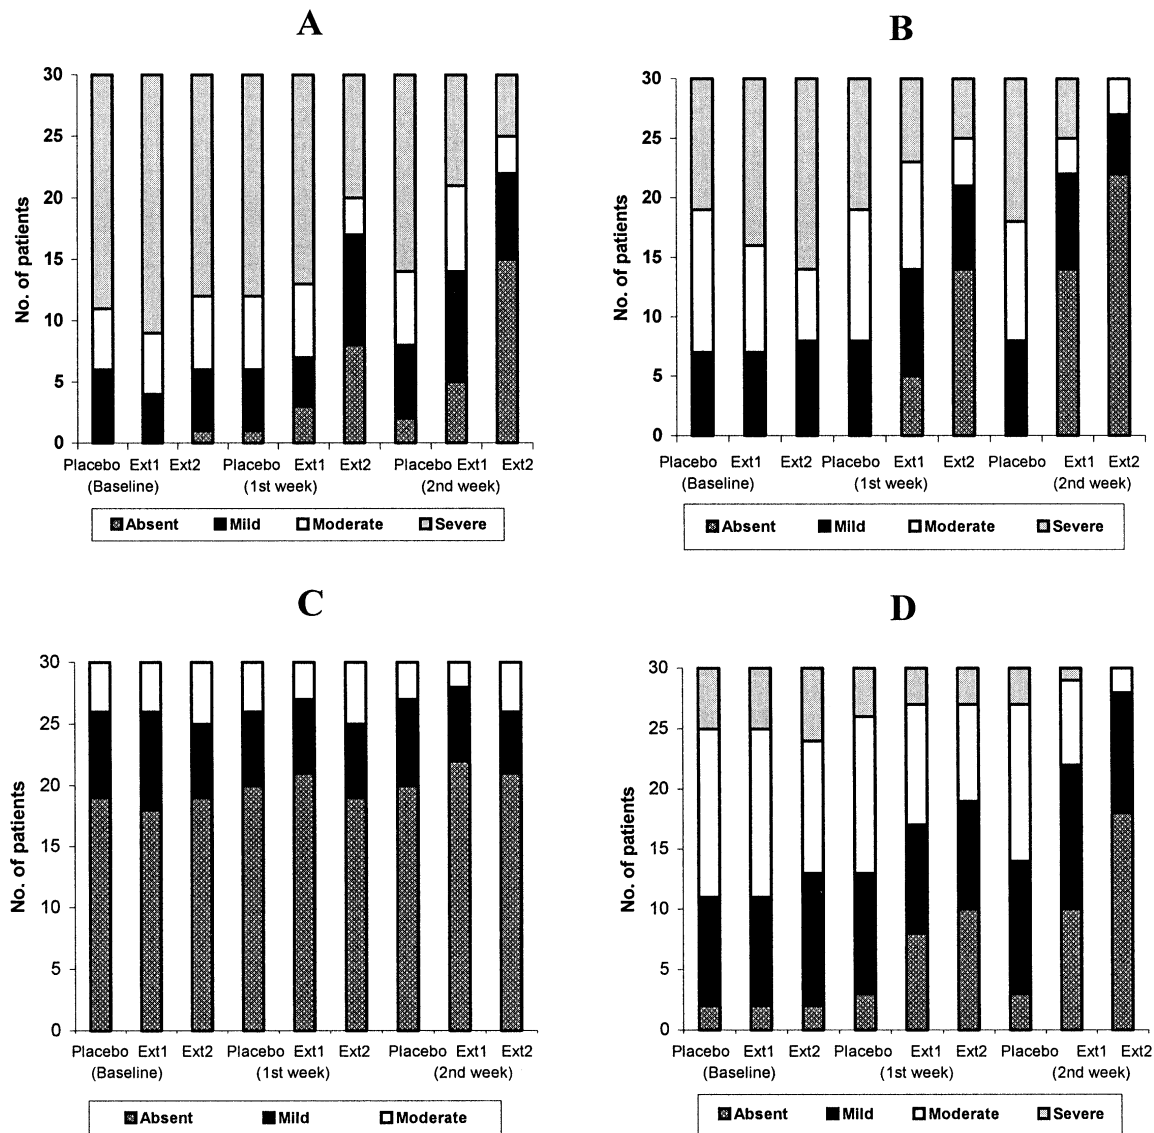 A
30
25
20
15
10
5
0
No. of patients
Placebo Ext1 Ext2 Placebo Ext1 Ext2 Placebo Ext1 Ext2
(Baseline) (1st week) (2nd week)
Absent Mild Moderate Severe
B
30
25
20
15
10
5
0
No. of patients
Placebo Ext1 Ext2 Placebo Ext1 Ext2 Placebo Ext1 Ext2
(Baseline) (1st week) (2nd week)
Absent Mild Moderate Severe
C
30
25
20
15
10
5
0
No. of patients
Placebo Ext1 Ext2 Placebo Ext1 Ext2 Placebo Ext1 Ext2
(Baseline) (1st week) (2nd week)
Absent Mild Moderate
D
30
25
20
15
10
5
0
No. of patients
Placebo Ext1 Ext2 Placebo Ext1 Ext2 Placebo Ext1 Ext2
(Baseline) (1st week) (2nd week)
Absent Mild Moderate Severe